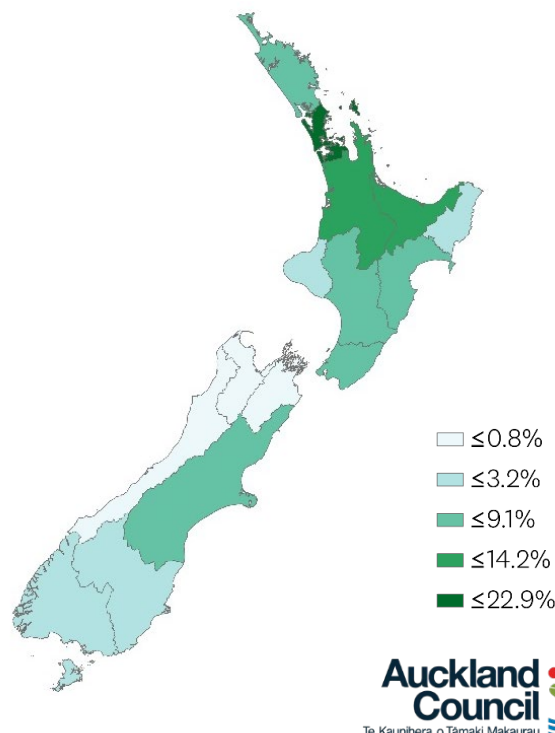 ≤0.8%
≤3.2%
≤9.1%
≤14.2%
≤22.9%
Auckland
Council
Te Kaunihera o Tāmaki Makaurau